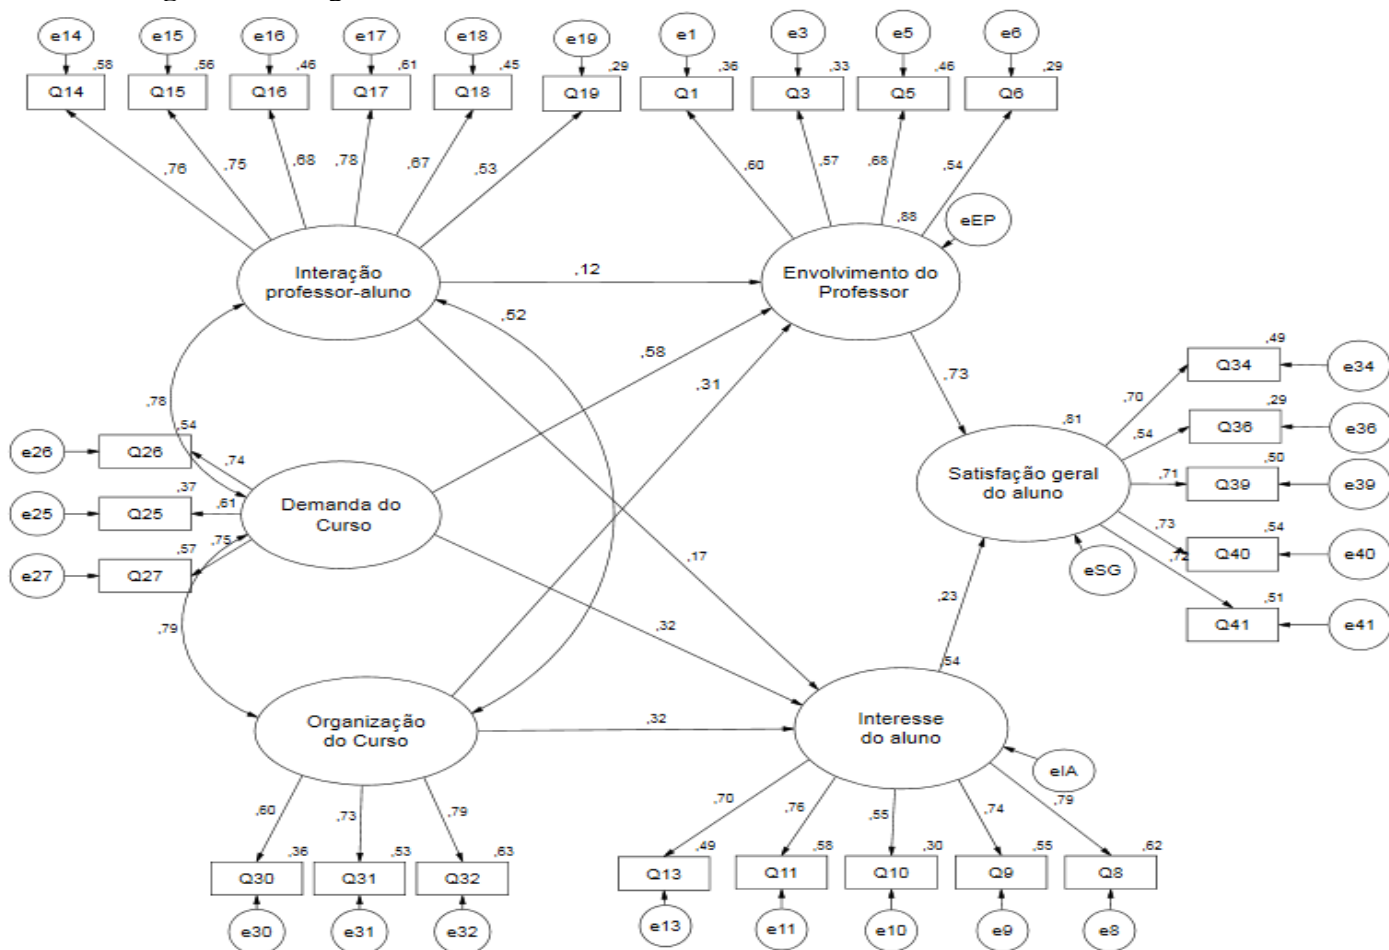 e14 e15 e16 e17 e18 e19 e1 e3 e5 e6
,58 ,56 ,46 ,61 ,45 ,29 ,36 ,33 ,46 ,29
Q14 Q15 Q16 Q17 Q18 Q19 Q1 Q3 Q5 Q6
,76 ,75 ,68 ,78 ,67 ,53 ,60 ,57 ,68 ,54
,88 eEP
Interação
professor-aluno
,12
Envolvimento do
Professor
,52
,58
,31
,73
,49
Q34 e34
,70
,78
,54
Q26 e26
,74
,81
,54
,29
Q36 e36
,37
Q25 e25
,61
Demanda do
Curso
Satisfação geral
do aluno
,71
,50
Q39 e39
,57
Q27 e27
,75
,17
eSG
,73
,54
Q40 e40
,72
,51
Q41 e41
,79
,32
,23
,54
Organização
do Curso
,32
Interesse
do aluno
eIA
,60 ,73 ,79 ,70 ,76 ,55 ,74 ,79
,36 ,53 ,63 ,49 ,58 ,30 ,55 ,62
Q30 Q31 Q32 Q13 Q11 Q10 Q9 Q8
e30 e31 e32 e13 e11 e10 e9 e8